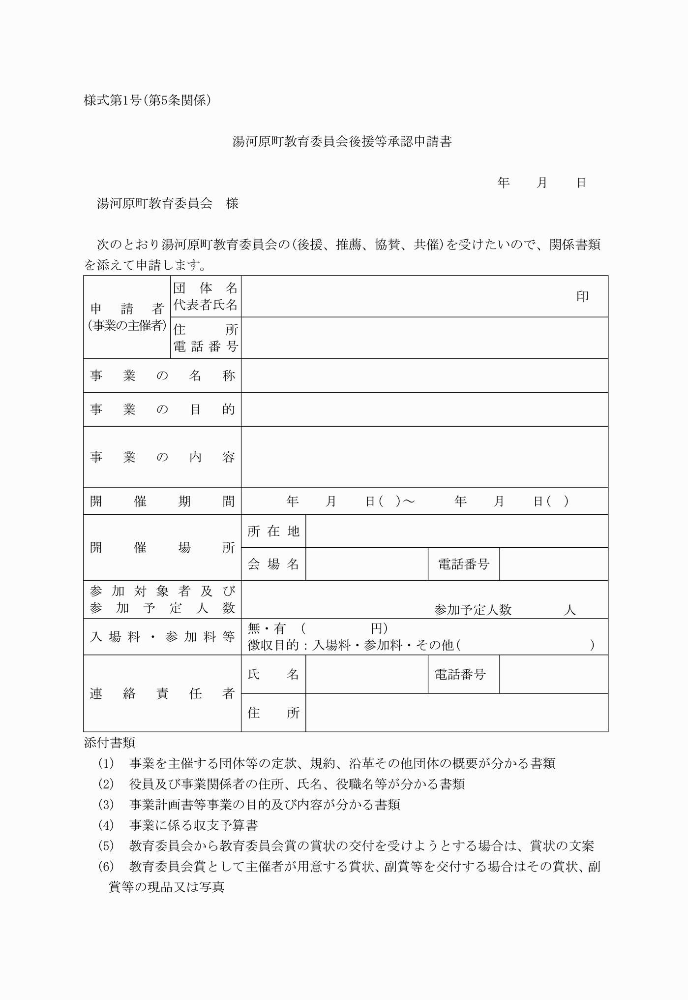 様式第1号(第5条関係)
湯河原町教育委員会後援等承認申請書
年　　月　　日
湯河原町教育委員会　様
次のとおり湯河原町教育委員会の(後援、推薦、協賛、共催)を受けたいので、関係書類
を添えて申請します。
申請者
(事業の主催者)
団体名
代表者氏名
印
住所
電話番号
事業の名称
事業の目的
事業の内容
開催期間
年　　月　　日(　)～　　　年　　月　　日(　)
開催場所
所在地
会場名
電話番号
参加対象者及び
参加予定人数
参加予定人数　　　　人
入場料・参加料等
無・有　(　　　　　円)
徴収目的：入場料・参加料・その他(　　　　　　　　　　)
連絡責任者
氏名
電話番号
住所
添付書類
(1)　事業を主催する団体等の定款、規約、沿革その他団体の概要が分かる書類
(2)　役員及び事業関係者の住所、氏名、役職名等が分かる書類
(3)　事業計画書等事業の目的及び内容が分かる書類
(4)　事業に係る収支予算書
(5)　教育委員会から教育委員会賞の賞状の交付を受けようとする場合は、賞状の文案
(6)　教育委員会賞として主催者が用意する賞状、副賞等を交付する場合はその賞状、副
賞等の現品又は写真